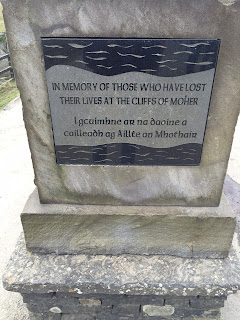 IN MEMORY OF THOSE WHO HAVE LOST
THEIR LIVES AT THE CLIFFS OF MOHER
I gcuimhne ar na daoine a
cailleadh ag Aillte an Mhothair